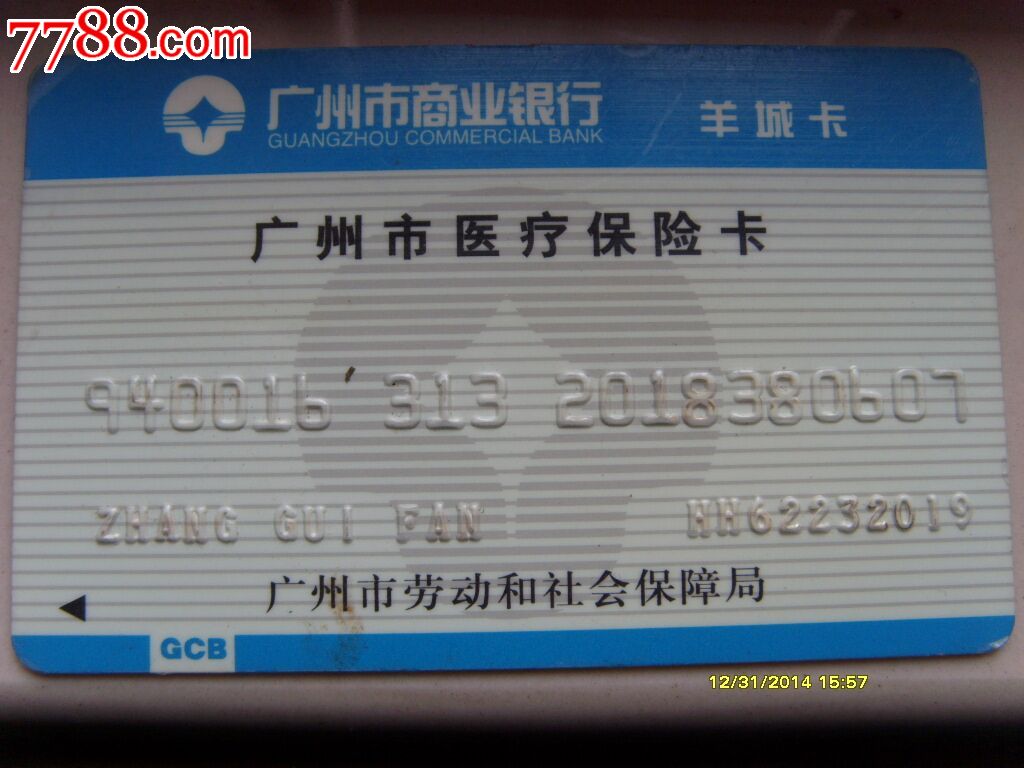 7788.com
广州市商业银行 羊城卡
GUANGZHOU COMMERCIAL BANK
广州市医疗保险卡
940016 313 2018380607
ZHANG GUI FAN HH62232019
广州市劳动和社会保障局
GCB
12/31/2014 15:57